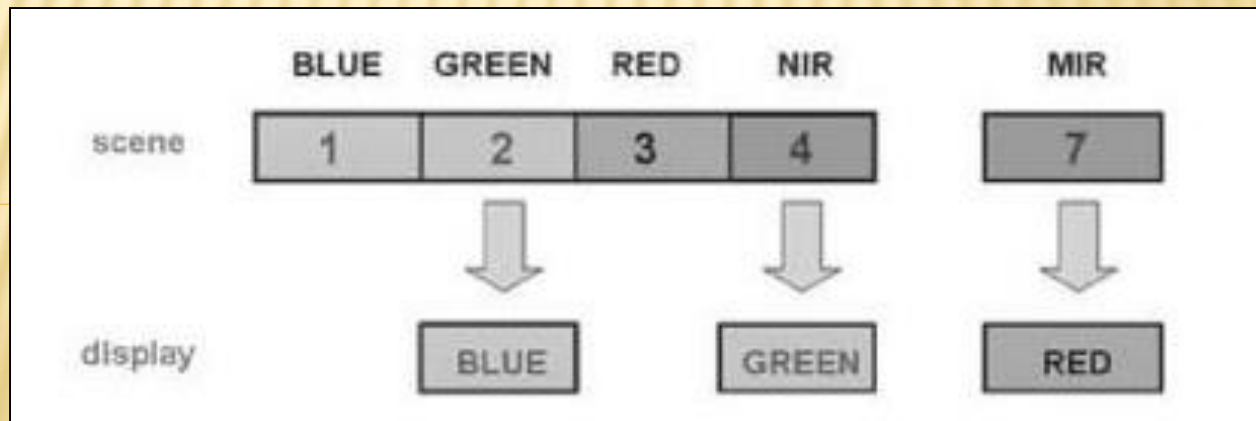 BLUE GREEN RED NIR MIR
scene 1 2 3 4 7
display BLUE GREEN RED